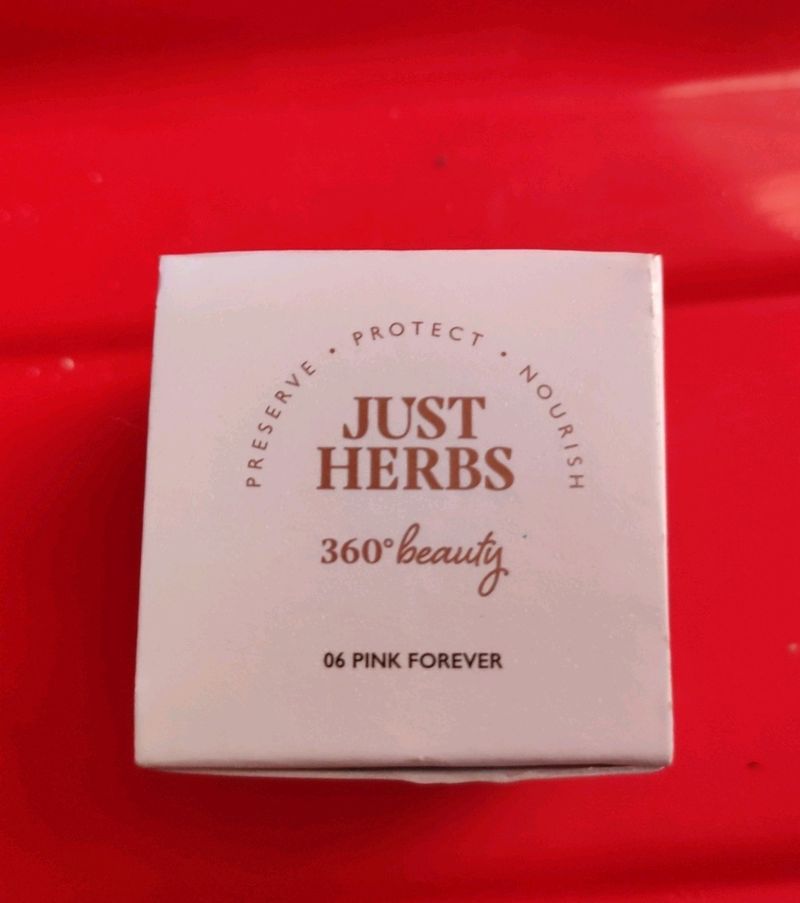 PRESERVE • PROTECT • NOURISH
JUST
HERBS
360° beauty
06 PINK FOREVER